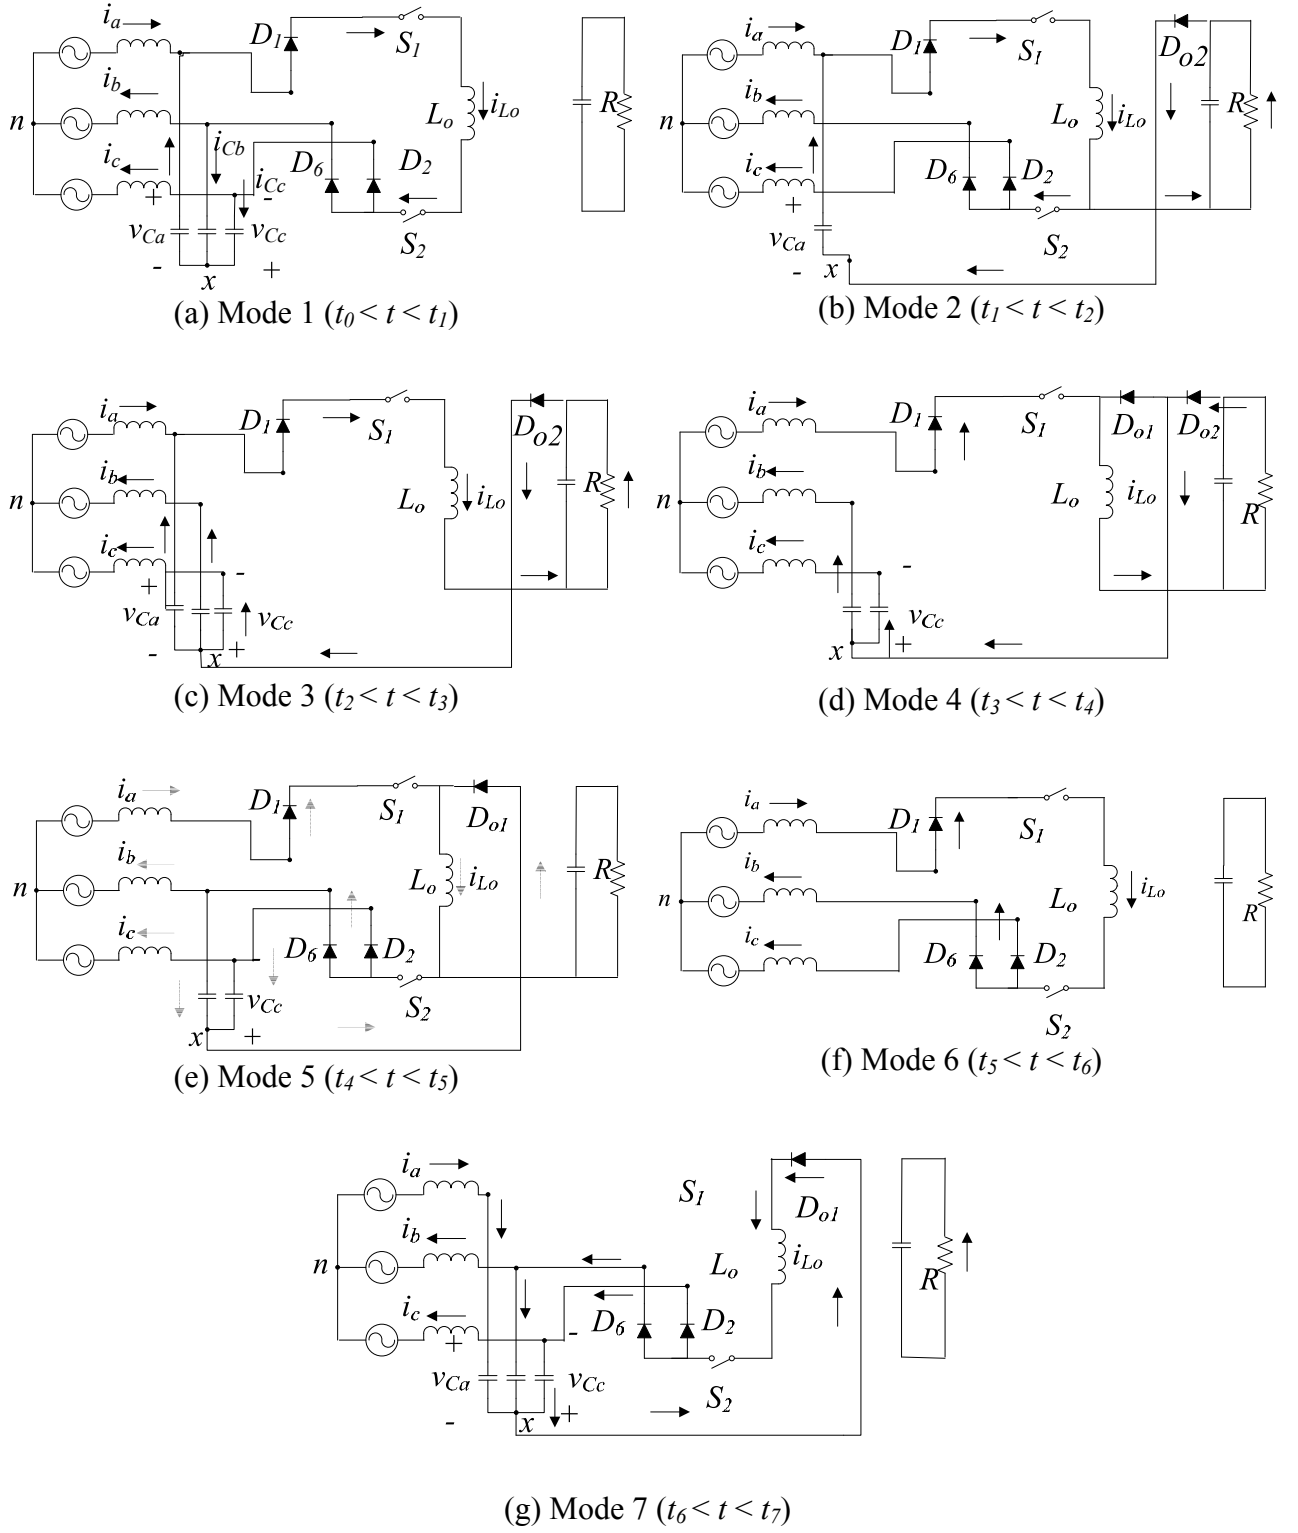 i_a D_1 S_1
i_b L_o i_Lo R
n i_Cb
i_c D_6 D_2
i_Cc
+ -
v_Ca v_Cc S_2
- x +
(a) Mode 1 (t_0 < t < t_1)
i_a D_1 S_1 D_o2
i_b L_o i_Lo R
n
i_c D_6 D_2
+
v_Ca S_2
- x
(b) Mode 2 (t_1 < t < t_2)
i_a D_1 S_1 D_o2
i_b L_o i_Lo R
n
i_c
+ -
v_Ca v_Cc
- x +
(c) Mode 3 (t_2 < t < t_3)
i_a D_1 S_1 D_o1 D_o2
i_b L_o i_Lo R
n
i_c
-
v_Cc
x +
(d) Mode 4 (t_3 < t < t_4)
i_a D_1 S_1 D_o1
i_b L_o i_Lo R
n
i_c D_6 D_2
v_Cc S_2
x +
(e) Mode 5 (t_4 < t < t_5)
i_a D_1 S_1
i_b L_o i_Lo R
n
i_c D_6 D_2
S_2
(f) Mode 6 (t_5 < t < t_6)
i_a S_1 D_o1
i_b L_o i_Lo R
n
i_c D_6 D_2
+ -
v_Ca v_Cc S_2
- x +
(g) Mode 7 (t_6 < t < t_7)